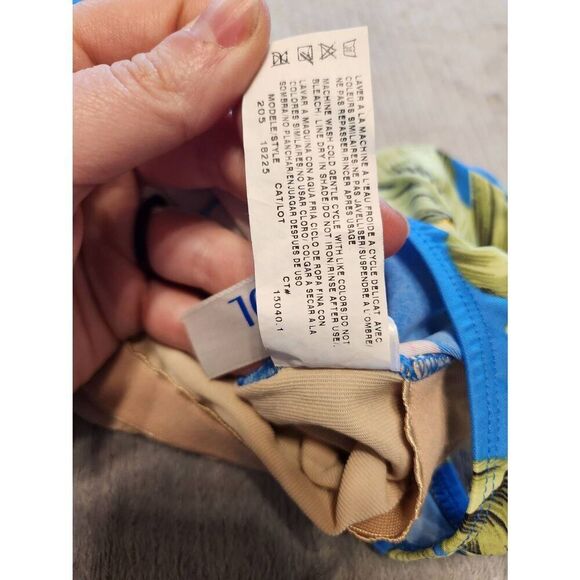 LAVER A LA MACHINE A L'EAU FROIDE A CYCLE DELICAT AVEC
COULEURS SIMILAIRES NE PAS JAVELLISER/SUSPENDRE A L'OMBRE/
NE PAS REPASSER RINCER APRES USAGE
MACHINE WASH COLD GENTLE CYCLE WITH LIKE COLORS DO NOT
BLEACH/ LINE DRY IN SHADE/DO NOT IRON/RINSE AFTER USE/.
LAVAR A MAQUINA CON AQUA FRIA CICLO DE ROPA FINA CON
COLORES SIMILARES/NO USAR CLORO/ COLGAR A SECAR A LA
SOMBRA/NO PLANCHAR/ENJUAGAR DESPUES DE USO
MODELE/STYLE CAT/LOT CT#
205 18225 15040.1